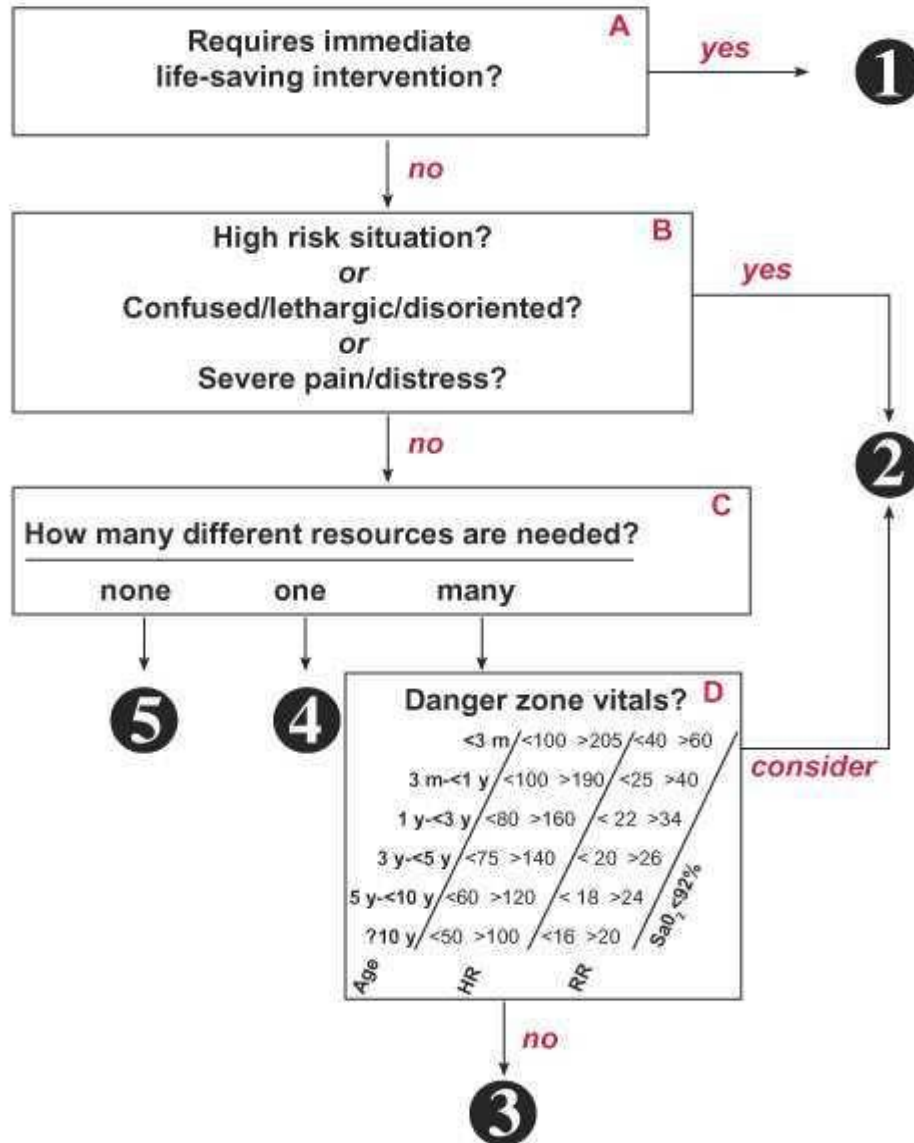 A
Requires immediate
life-saving intervention?
yes
1
no
B
High risk situation?
or
Confused/lethargic/disoriented?
or
Severe pain/distress?
yes
no
2
C
How many different resources are needed?
none one many
5
4
D
Danger zone vitals?
<3 m <100 >205 <40 >60
3 m-<1 y <100 >190 <25 >40
1 y-<3 y <80 >160 < 22 >34
3 y-<5 y <75 >140 < 20 >26
5 y-<10 y <60 >120 < 18 >24
?10 y <50 >100 <16 >20
Age HR RR Sa0₂ <92%
consider
no
3